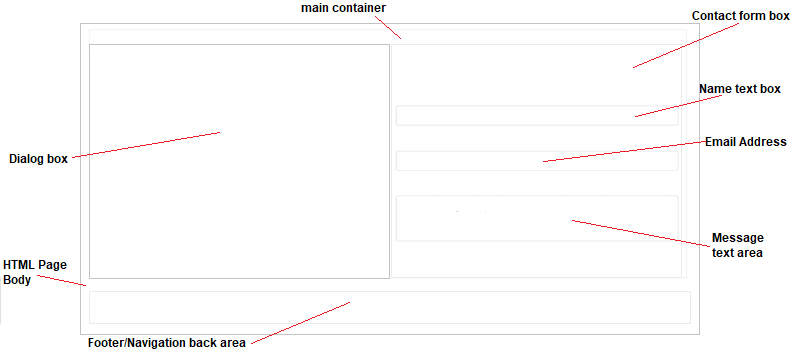 main container
Contact form box
Name text box
Email Address
Dialog box
Message
text area
HTML Page
Body
Footer/Navigation back area